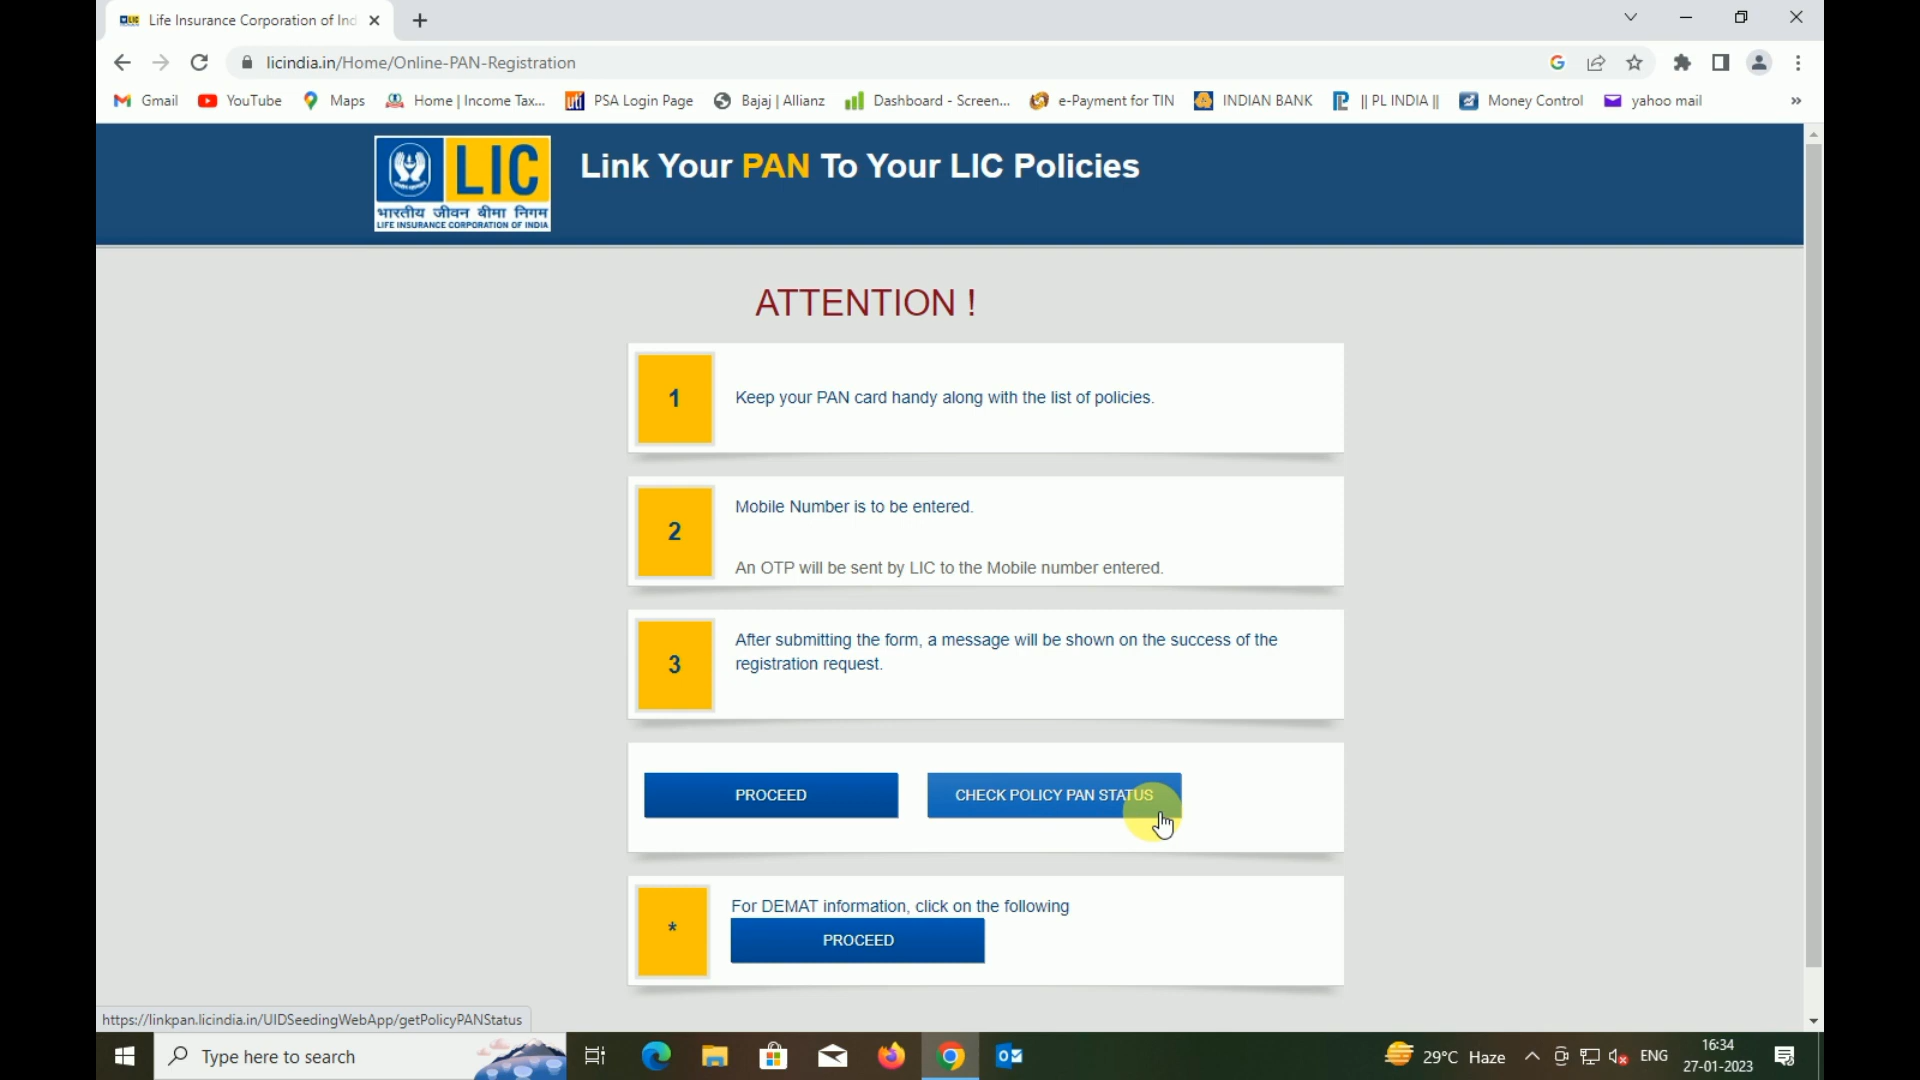 Life Insurance Corporation of Ind
licindia.in/Home/Online-PAN-Registration
Gmail YouTube Maps Home | Income Tax... PSA Login Page Bajaj | Allianz Dashboard - Screen... e-Payment for TIN INDIAN BANK || PL INDIA || Money Control yahoo mail »
LIC
भारतीय जीवन बीमा निगम
LIFE INSURANCE CORPORATION OF INDIA
Link Your PAN To Your LIC Policies
ATTENTION !
1
Keep your PAN card handy along with the list of policies.
2
Mobile Number is to be entered.
An OTP will be sent by LIC to the Mobile number entered.
3
After submitting the form, a message will be shown on the success of the
registration request.
PROCEED CHECK POLICY PAN STATUS
*
For DEMAT information, click on the following
PROCEED
https://linkpan.licindia.in/UIDSeedingWebApp/getPolicyPANStatus
Type here to search
29°C Haze
ENG
16:34
27-01-2023